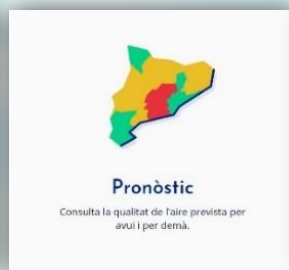 Pronòstic
Consulta la qualitat de l'aire prevista per
avui i per demà.